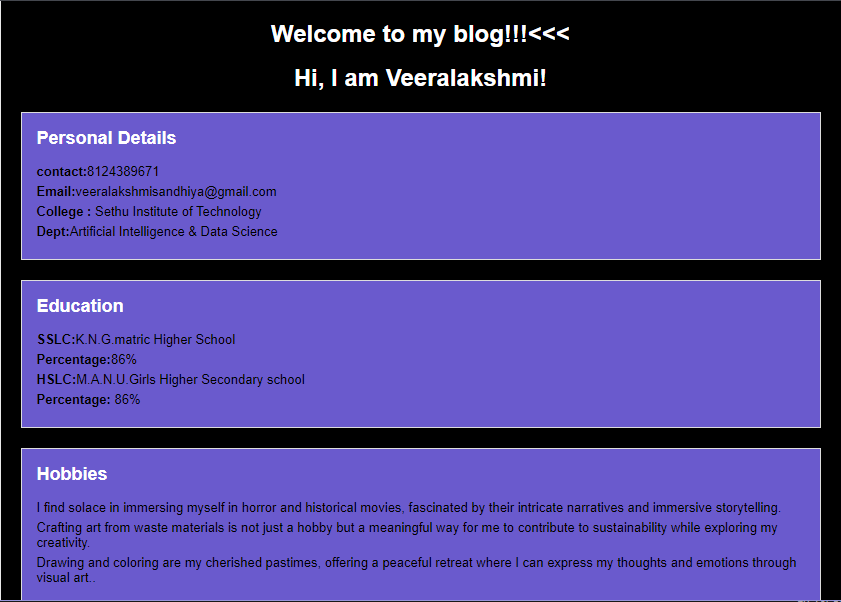 Welcome to my blog!!!<<<
Hi, I am Veeralakshmi!
Personal Details
contact:8124389671
Email:veeralakshmisandhiya@gmail.com
College : Sethu Institute of Technology
Dept:Artificial Intelligence & Data Science
Education
SSLC:K.N.G.matric Higher School
Percentage:86%
HSLC:M.A.N.U.Girls Higher Secondary school
Percentage: 86%
Hobbies
I find solace in immersing myself in horror and historical movies, fascinated by their intricate narratives and immersive storytelling.
Crafting art from waste materials is not just a hobby but a meaningful way for me to contribute to sustainability while exploring my
creativity.
Drawing and coloring are my cherished pastimes, offering a peaceful retreat where I can express my thoughts and emotions through
visual art..